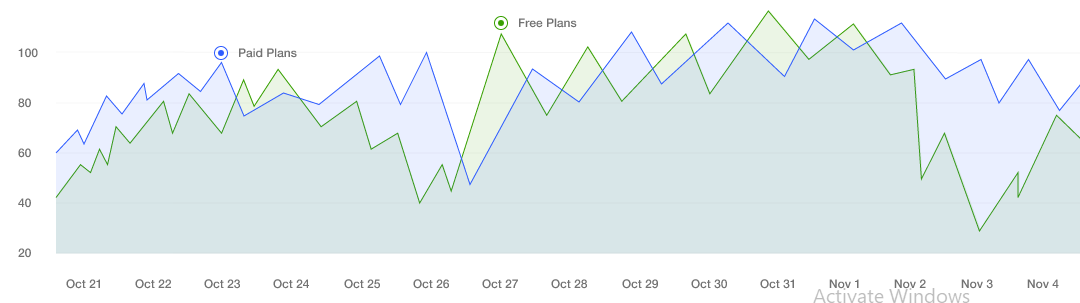 Free Plans
Paid Plans
100
80
60
40
20
Oct 21 Oct 22 Oct 23 Oct 24 Oct 25 Oct 26 Oct 27 Oct 28 Oct 29 Oct 30 Oct 31 Nov 1 Nov 2 Nov 3 Nov 4
Activate Windows